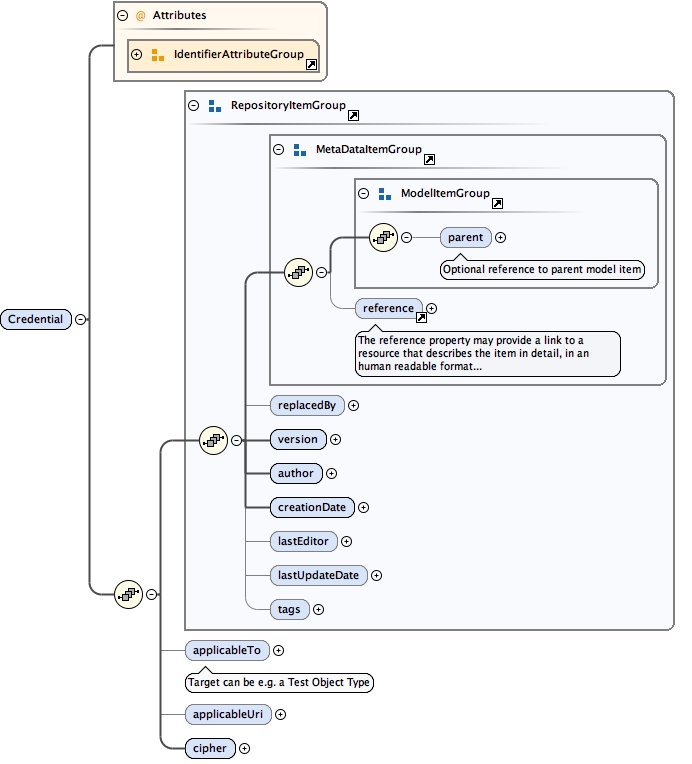 @ Attributes
IdentifierAttributeGroup
RepositoryItemGroup
MetaDataItemGroup
ModelItemGroup
parent
Optional reference to parent model item
reference
The reference property may provide a link to a
resource that describes the item in detail, in an
human readable format...
Credential
replacedBy
version
author
creationDate
lastEditor
lastUpdateDate
tags
applicableTo
Target can be e.g. a Test Object Type
applicableUri
cipher